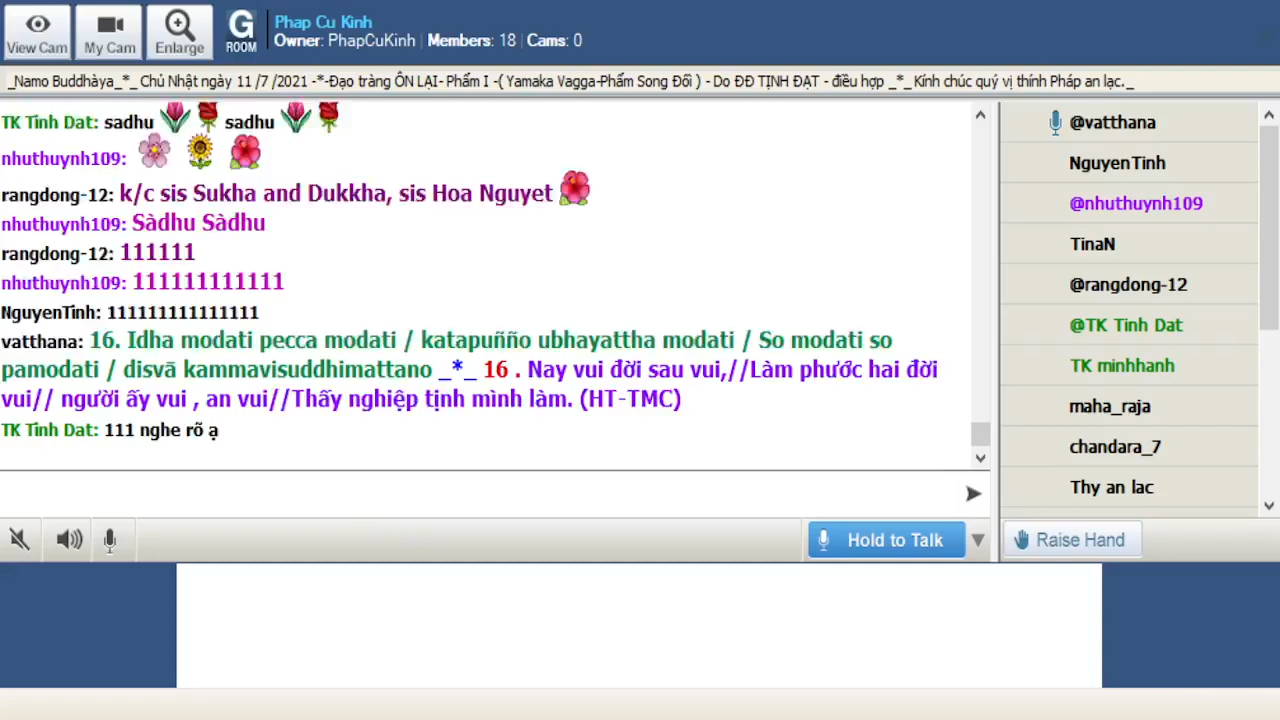 View Cam
My Cam
Enlarge
G
ROOM
Phap Cu Kinh
Owner: PhapCuKinh | Members: 18 | Cams: 0
_Namo Buddhàya_*_ Chủ Nhật ngày 11 /7 /2021 -*-Đạo tràng ÔN LẠI- Phẩm I -( Yamaka Vagga-Phẩm Song Đối ) - Do ĐĐ TỊNH ĐẠT - điều hợp _*_ Kính chúc quý vị thính Pháp an lạc._
TK Tinh Dat: sadhu sadhu
nhuthuynh109:
rangdong-12: k/c sis Sukha and Dukkha, sis Hoa Nguyet
nhuthuynh109: Sàdhu Sàdhu
rangdong-12: 111111
nhuthuynh109: 111111111111
NguyenTinh: 111111111111111
vatthana: 16. Idha modati pecca modati / katapuñño ubhayattha modati / So modati so
pamodati / disvā kammavisuddhimattano _*_ 16 . Nay vui đời sau vui,//Làm phước hai đời
vui// người ấy vui , an vui//Thấy nghiệp tịnh mình làm. (HT-TMC)
TK Tinh Dat: 111 nghe rõ ạ
@vatthana
NguyenTinh
@nhuthuynh109
TinaN
@rangdong-12
@TK Tinh Dat
TK minhhanh
maha_raja
chandara_7
Thy an lac
Hold to Talk
Raise Hand